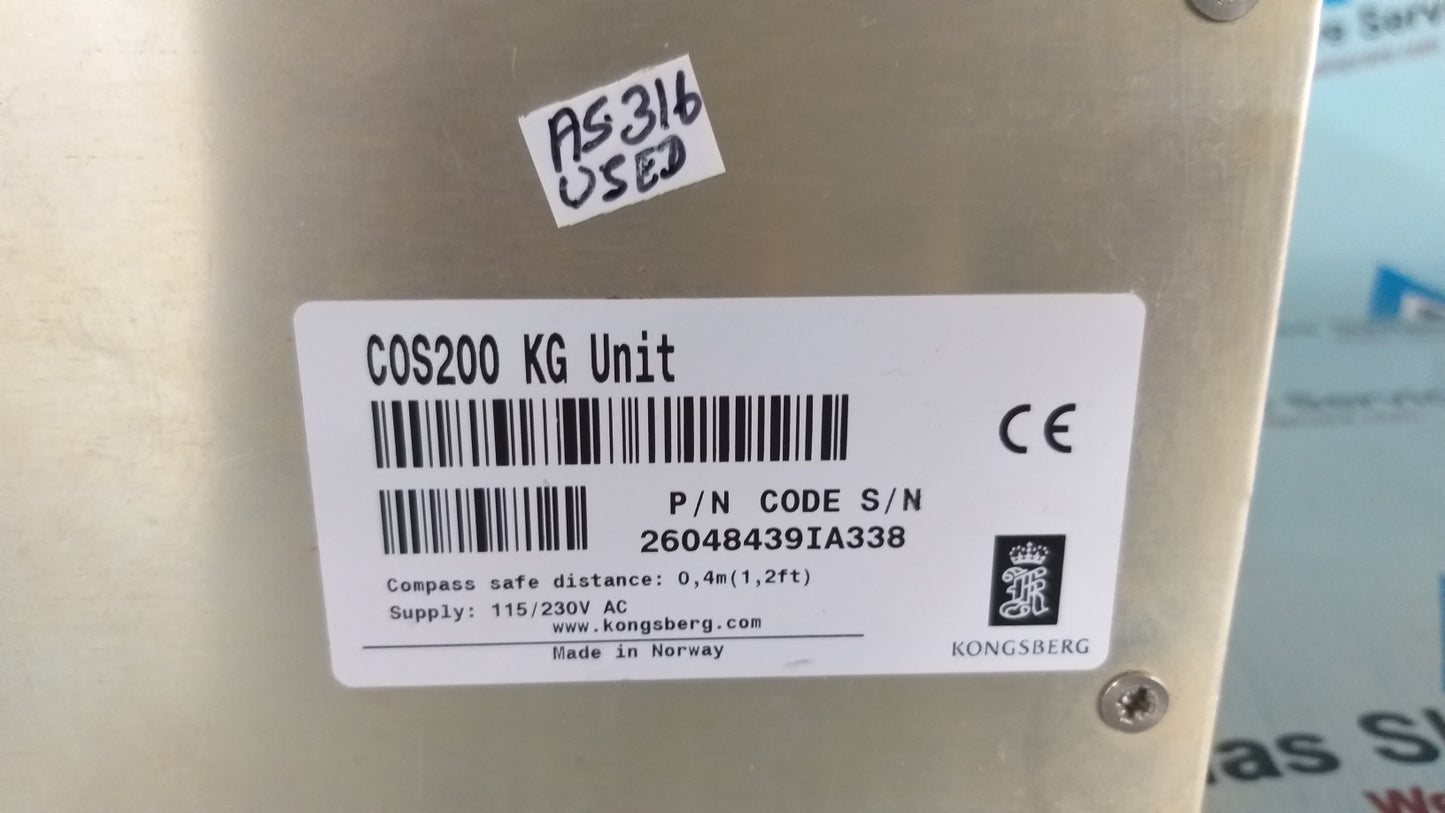 AS316
USED
COS200 KG Unit
CE
P/N CODE S/N
26048439IA338
Compass safe distance: 0,4m(1,2ft)
Supply: 115/230V AC
www.kongsberg.com
Made in Norway
KONGSBERG